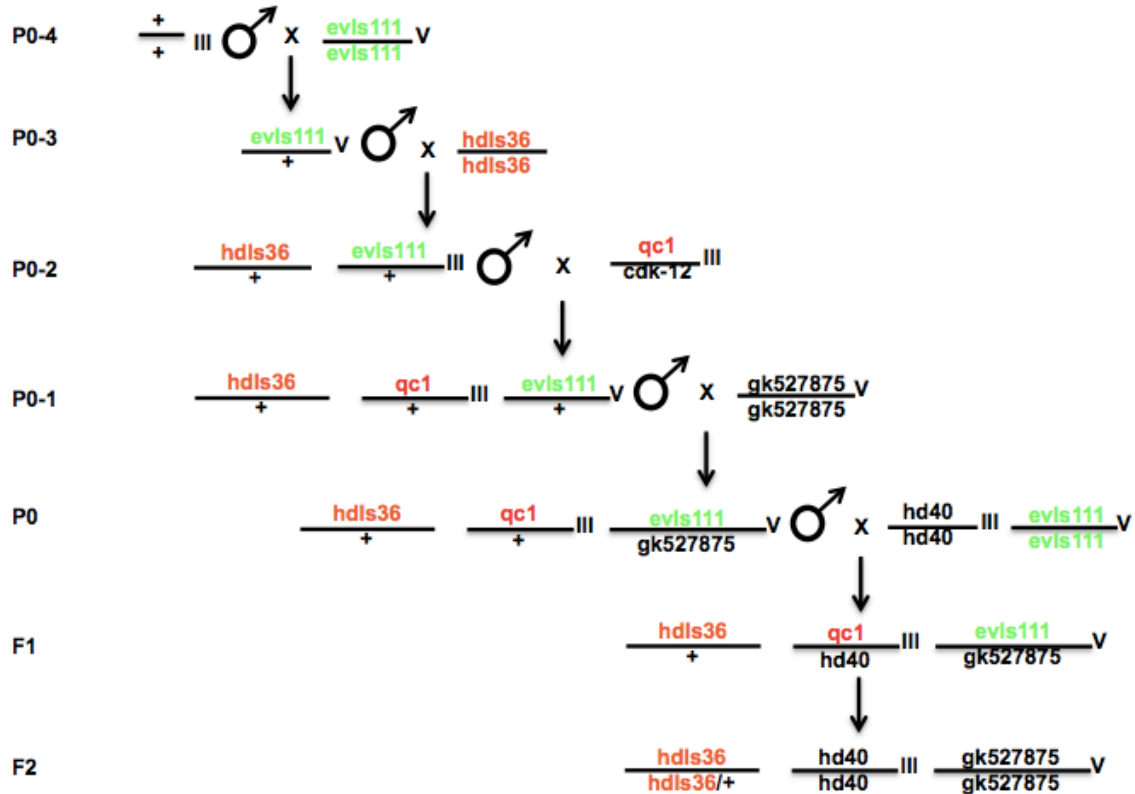 P0-4 + + III X evIs111 evIs111 V
P0-3 evIs111 + V X hdIs36 hdIs36
P0-2 hdIs36 + evIs111 + III X qc1 cdk-12 III
P0-1 hdIs36 + qc1 + III evIs111 + V X gk527875 gk527875 V
P0 hdIs36 + qc1 + III evIs111 gk527875 V X hd40 hd40 III evIs111 evIs111 V
F1 hdIs36 + qc1 hd40 III evIs111 gk527875 V
F2 hdIs36 hdIs36/+ hd40 hd40 III gk527875 gk527875 V